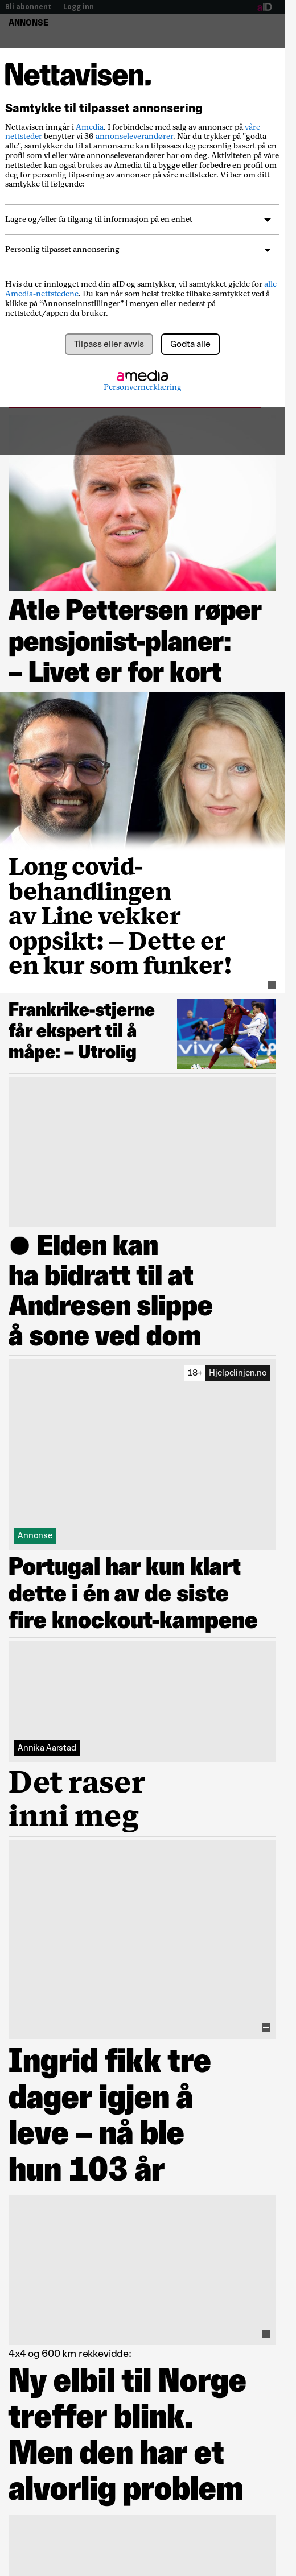 Bli abonnent | Logg inn
aID
ANNONSE
Nettavisen.
Samtykke til tilpasset annonsering
Nettavisen inngår i Amedia. I forbindelse med salg av annonser på våre
nettsteder benytter vi 36 annonseleverandører. Når du trykker på "godta
alle", samtykker du til at annonsene kan tilpasses deg personlig basert på en
profil som vi eller våre annonseleverandører har om deg. Aktiviteten på våre
nettsteder kan også brukes av Amedia til å bygge eller forbedre en profil om
deg for personlig tilpasning av annonser på våre nettsteder. Vi ber om ditt
samtykke til følgende:
Lagre og/eller få tilgang til informasjon på en enhet
Personlig tilpasset annonsering
Hvis du er innlogget med din aID og samtykker, vil samtykket gjelde for alle
Amedia-nettstedene. Du kan når som helst trekke tilbake samtykket ved å
klikke på “Annonseinnstillinger” i menyen eller nederst på
nettstedet/appen du bruker.
Tilpass eller avvis
Godta alle
amedia
Personvernerklæring
Atle Pettersen røper
pensjonist-planer:
– Livet er for kort
Long covid-
behandlingen
av Line vekker
oppsikt: – Dette er
en kur som funker!
Frankrike-stjerne
får ekspert til å
måpe: – Utrolig
● Elden kan
ha bidratt til at
Andresen slippe
å sone ved dom
18+ Hjelpelinjen.no
Annonse
Portugal har kun klart
dette i én av de siste
fire knockout-kampene
Annika Aarstad
Det raser
inni meg
Ingrid fikk tre
dager igjen å
leve – nå ble
hun 103 år
4x4 og 600 km rekkevidde:
Ny elbil til Norge
treffer blink.
Men den har et
alvorlig problem